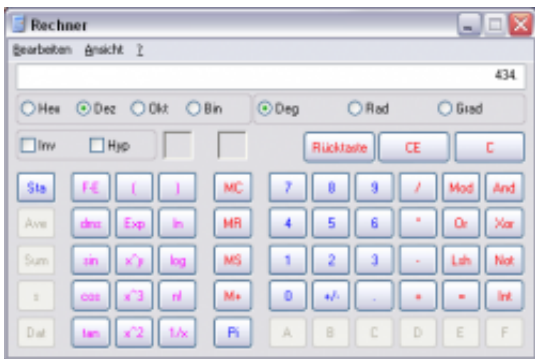 Rechner
Bearbeiten Ansicht ?
434.
Hex Dez Okt Bin Deg Rad Grad
Inv Hyp Rücktaste CE C
Sta F-E ( ) MC 7 8 9 / Mod And
Ave dms Exp ln MR 4 5 6 * Or Xor
Sum sin x^y log MS 1 2 3 - Lsh Not
s cos x^3 n! M+ 0 +/- . + = Int
Dat tan x^2 1/x Pi A B C D E F